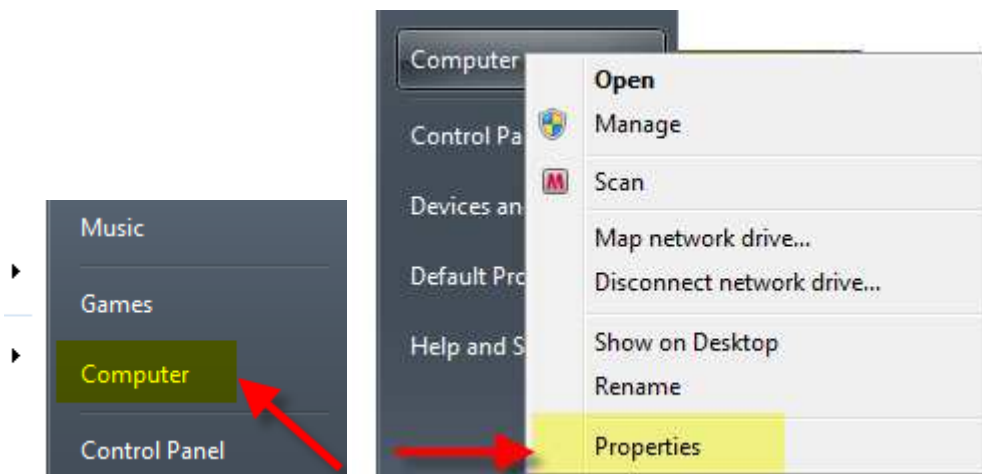 Music
Games
Computer
Control Panel
Computer
Control Pa
Devices an
Default Pro
Help and S
Open
Manage
Scan
Map network drive...
Disconnect network drive...
Show on Desktop
Rename
Properties